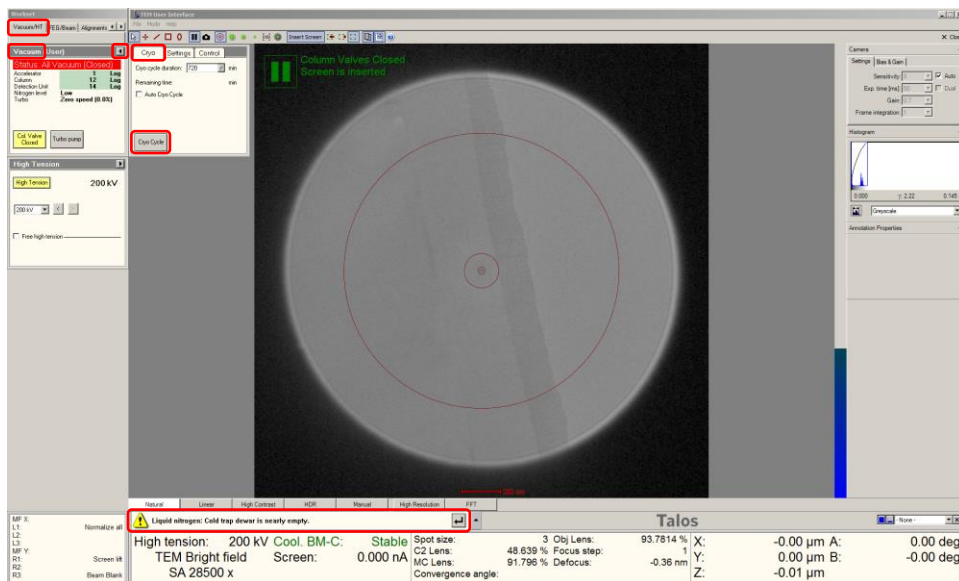 Workset
TEM User Interface
Vacuum/HT FEG/Beam Alignments
File Mode Help
Insert Screen
Vacuum User)
Status: All Vacuum (Closed)
Accelerator 1 Log
Column 12 Log
Detection Unit 14 Log
Nitrogen level Low
Turbo Zero speed (0.0%)
Col. Valve Closed
Turbo pump
High Tension
High Tension 200 kV
200 kV
Free high-tension
Cryo Settings Control
Cryo cycle duration: 720 min
Remaining time: min
Auto Cryo Cycle
Cryo Cycle
Column Valves Closed
Screen is inserted
X Clo
Camera
Settings Bias & Gain
Sensitivity: Auto
Exp. time [ms] Dual
Gain
Frame integration:
Histogram
0.000 γ: 2.22 0.145
Greyscale
Annotation Properties
Natural Linear High Contrast HDR Manual High Resolution FFT
Liquid nitrogen: Cold trap dewar is nearly empty.
Talos
- None -
MF X:
L1: Normalize all
L2:
L3:
MF Y:
R1: Screen lift
R2:
R3: Beam Blank
High tension: 200 kV Cool. BM-C: Stable
TEM Bright field Screen: 0.000 nA
SA 28500 x
Spot size: 3 Obj Lens: 93.7814 %
C2 Lens: 48.639 % Focus step: 1
MC Lens: 91.796 % Defocus: -0.36 nm
Convergence angle:
X: -0.00 µm A: 0.00 deg
Y: 0.00 µm B: -0.00 deg
Z: -0.01 µm